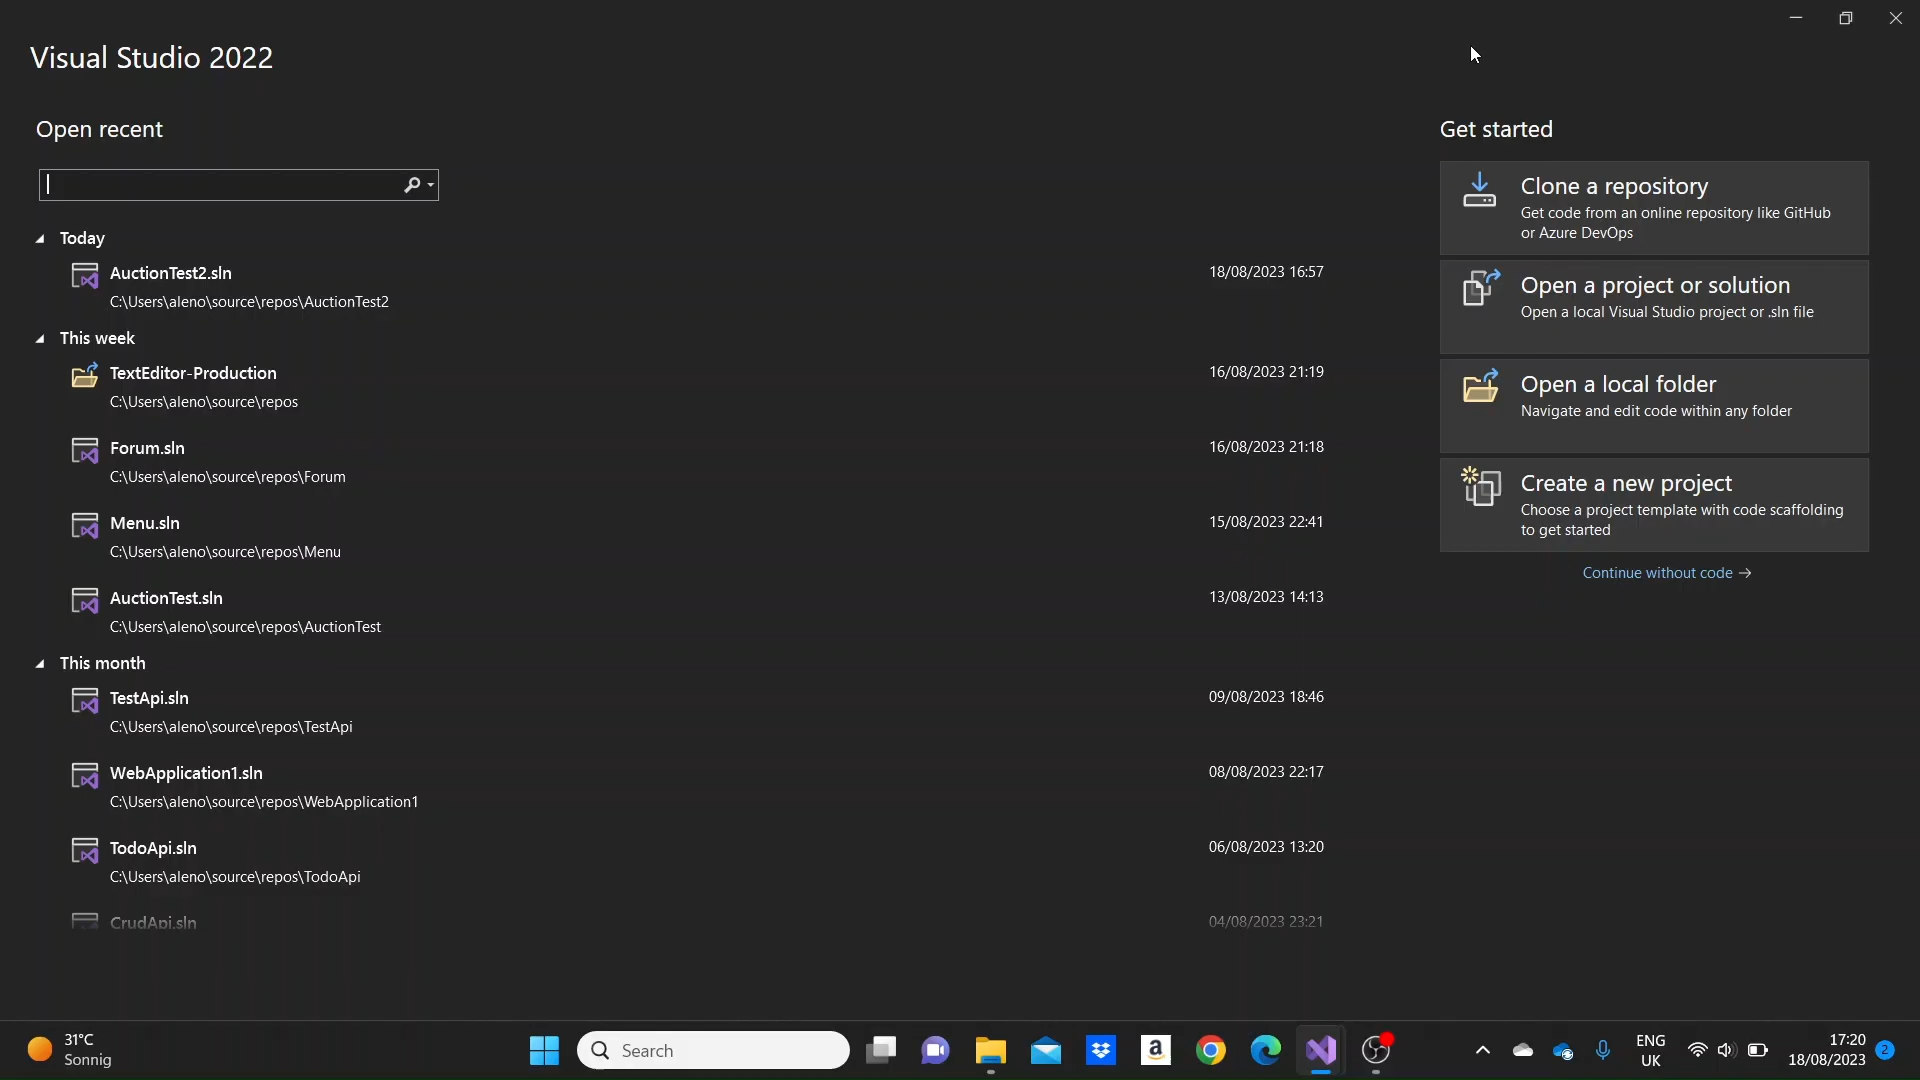 Visual Studio 2022
Open recent
Today
AuctionTest2.sln
18/08/2023 16:57
C:\Users\aleno\source\repos\AuctionTest2
This week
TextEditor-Production
16/08/2023 21:19
C:\Users\aleno\source\repos
Forum.sln
16/08/2023 21:18
C:\Users\aleno\source\repos\Forum
Menu.sln
15/08/2023 22:41
C:\Users\aleno\source\repos\Menu
AuctionTest.sln
13/08/2023 14:13
C:\Users\aleno\source\repos\AuctionTest
This month
TestApi.sln
09/08/2023 18:46
C:\Users\aleno\source\repos\TestApi
WebApplication1.sln
08/08/2023 22:17
C:\Users\aleno\source\repos\WebApplication1
TodoApi.sln
06/08/2023 13:20
C:\Users\aleno\source\repos\TodoApi
CrudApi.sln
04/08/2023 23:21
Get started
Clone a repository
Get code from an online repository like GitHub
or Azure DevOps
Open a project or solution
Open a local Visual Studio project or .sln file
Open a local folder
Navigate and edit code within any folder
Create a new project
Choose a project template with code scaffolding
to get started
Continue without code →
31°C
Sonnig
Search
a
ENG
UK
17:20
18/08/2023
2